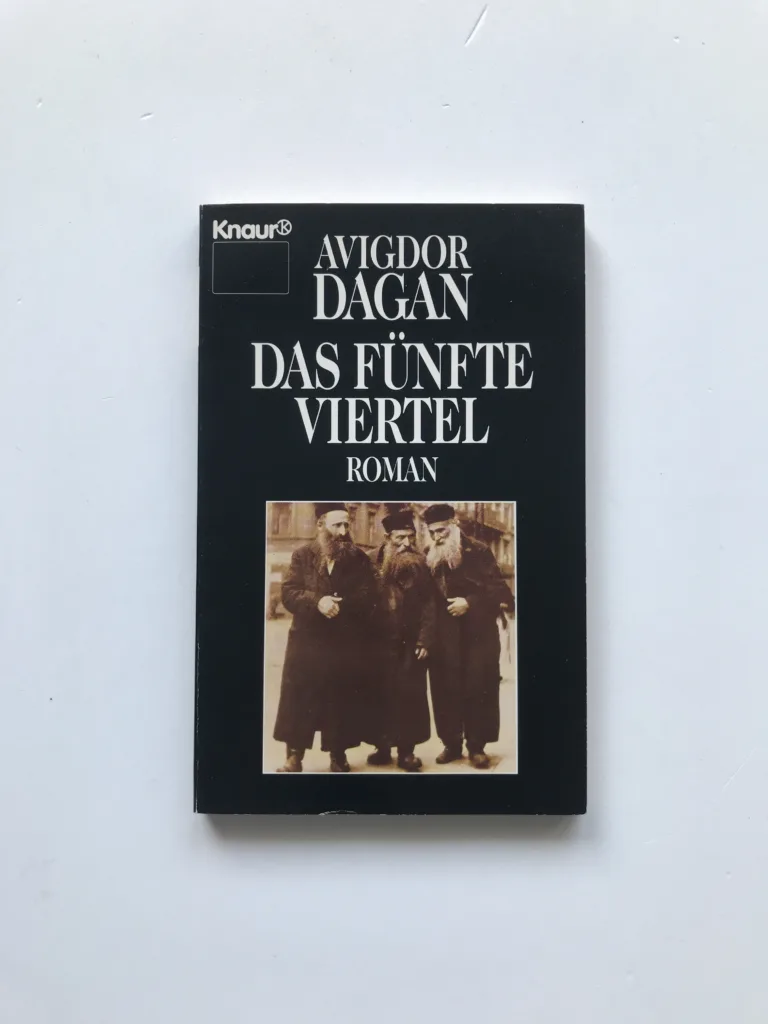 Knaur K
AVIGDOR
DAGAN
DAS FÜNFTE
VIERTEL
ROMAN